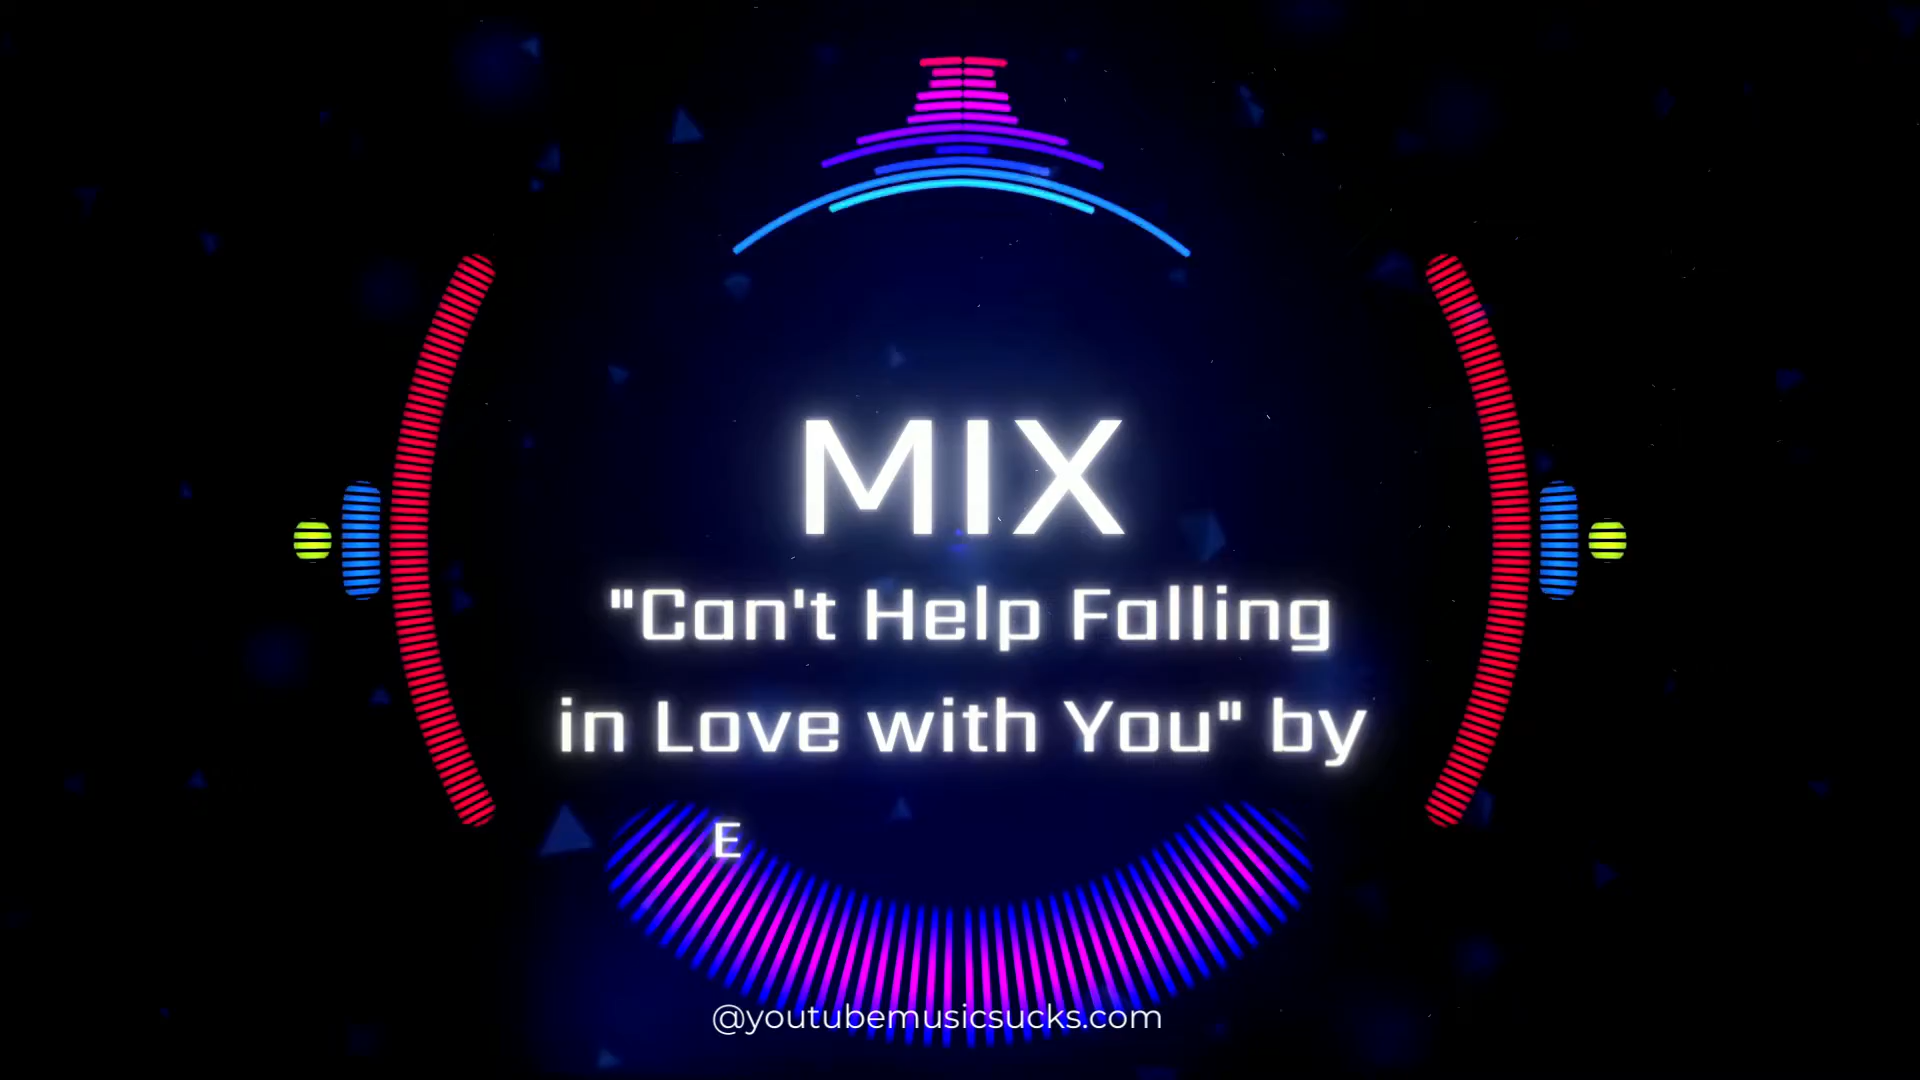 MIX
"Can't Help Falling
in Love with You" by
E
@youtubemusicsucks.com